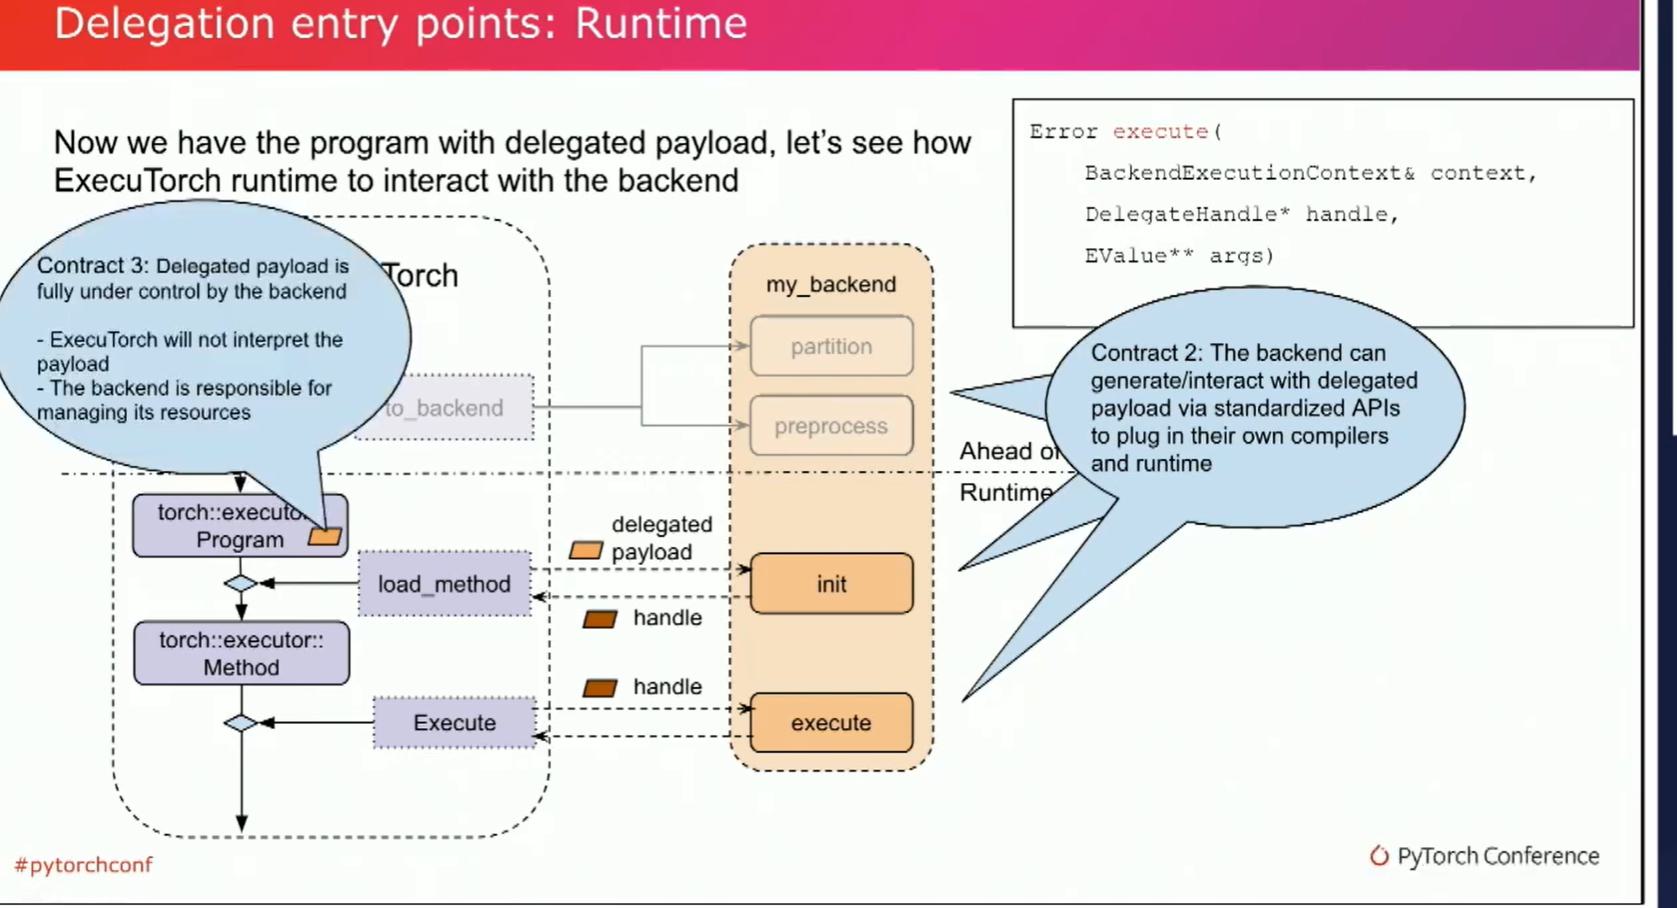 Delegation entry points: Runtime
Now we have the program with delegated payload, let's see how
ExecuTorch runtime to interact with the backend
Error execute(
BackendExecutionContext& context,
DelegateHandle* handle,
EValue** args)
Contract 3: Delegated payload is
fully under control by the backend
- ExecuTorch will not interpret the
payload
- The backend is responsible for
managing its resources
Torch
to_backend
my_backend
partition
preprocess
Contract 2: The backend can
generate/interact with delegated
payload via standardized APIs
to plug in their own compilers
and runtime
Ahead of
Runtime
torch::executo
Program
delegated
payload
load_method
init
handle
torch::executor::
Method
handle
Execute
execute
#pytorchconf
PyTorch Conference